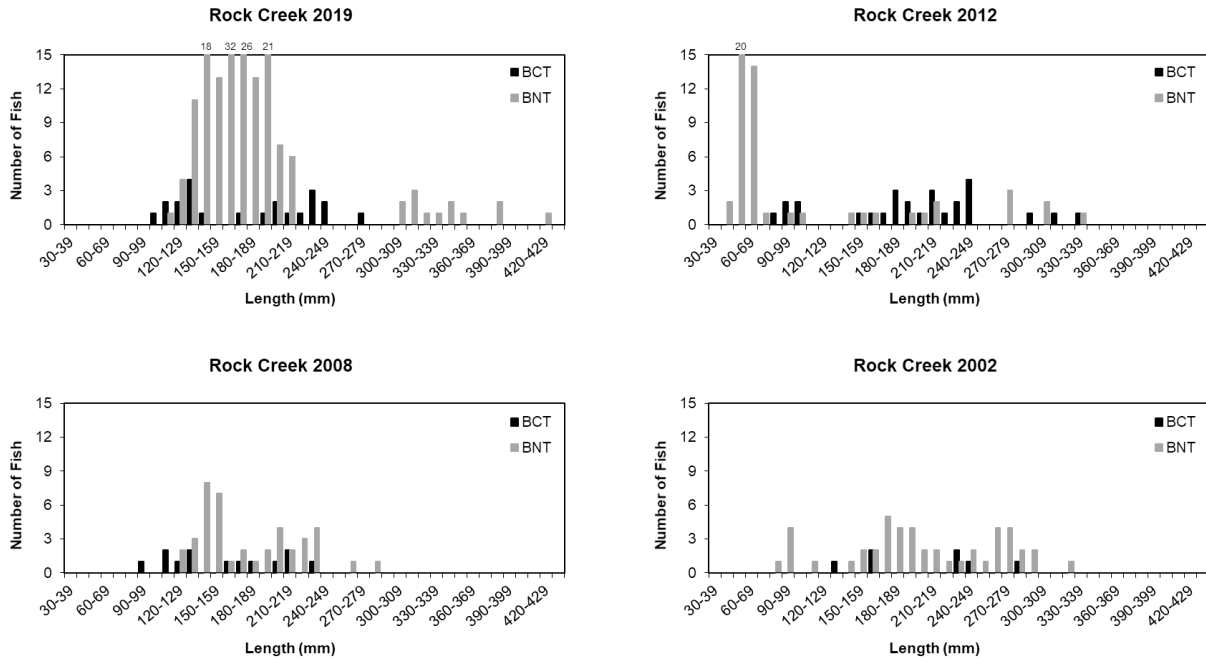 Rock Creek 2019
18 32 26 21
15
12
9
6
3
0
Number of Fish
BCT
BNT
30-39 60-69 90-99 120-129 150-159 180-189 210-219 240-249 270-279 300-309 330-339 360-369 390-399 420-429
Length (mm)
Rock Creek 2012
20
15
12
9
6
3
0
Number of Fish
BCT
BNT
30-39 60-69 90-99 120-129 150-159 180-189 210-219 240-249 270-279 300-309 330-339 360-369 390-399 420-429
Length (mm)
Rock Creek 2008
15
12
9
6
3
0
Number of Fish
BCT
BNT
30-39 60-69 90-99 120-129 150-159 180-189 210-219 240-249 270-279 300-309 330-339 360-369 390-399 420-429
Length (mm)
Rock Creek 2002
15
12
9
6
3
0
Number of Fish
BCT
BNT
30-39 60-69 90-99 120-129 150-159 180-189 210-219 240-249 270-279 300-309 330-339 360-369 390-399 420-429
Length (mm)